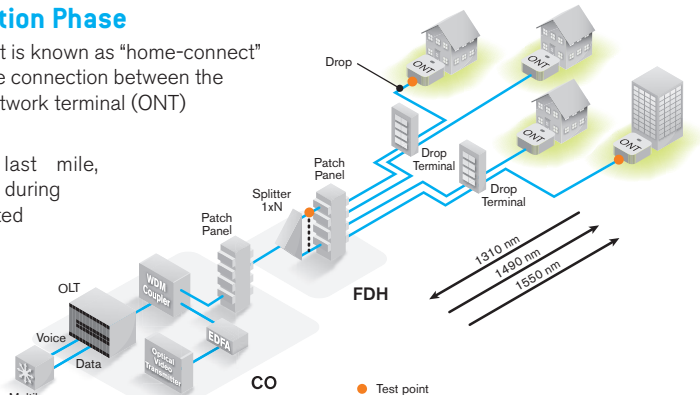 tion Phase
t is known as “home-connect”
e connection between the
twork terminal (ONT)
last mile,
during
ted
Drop
ONT
ONT
ONT
ONT
Drop
Terminal
Drop
Terminal
Patch
Panel
Splitter
1xN
Patch
Panel
FDH
1310 nm
1490 nm
1550 nm
OLT
WDM
Coupler
Voice
Data
EDFA
Optical
Video
Transmitter
CO
Test point